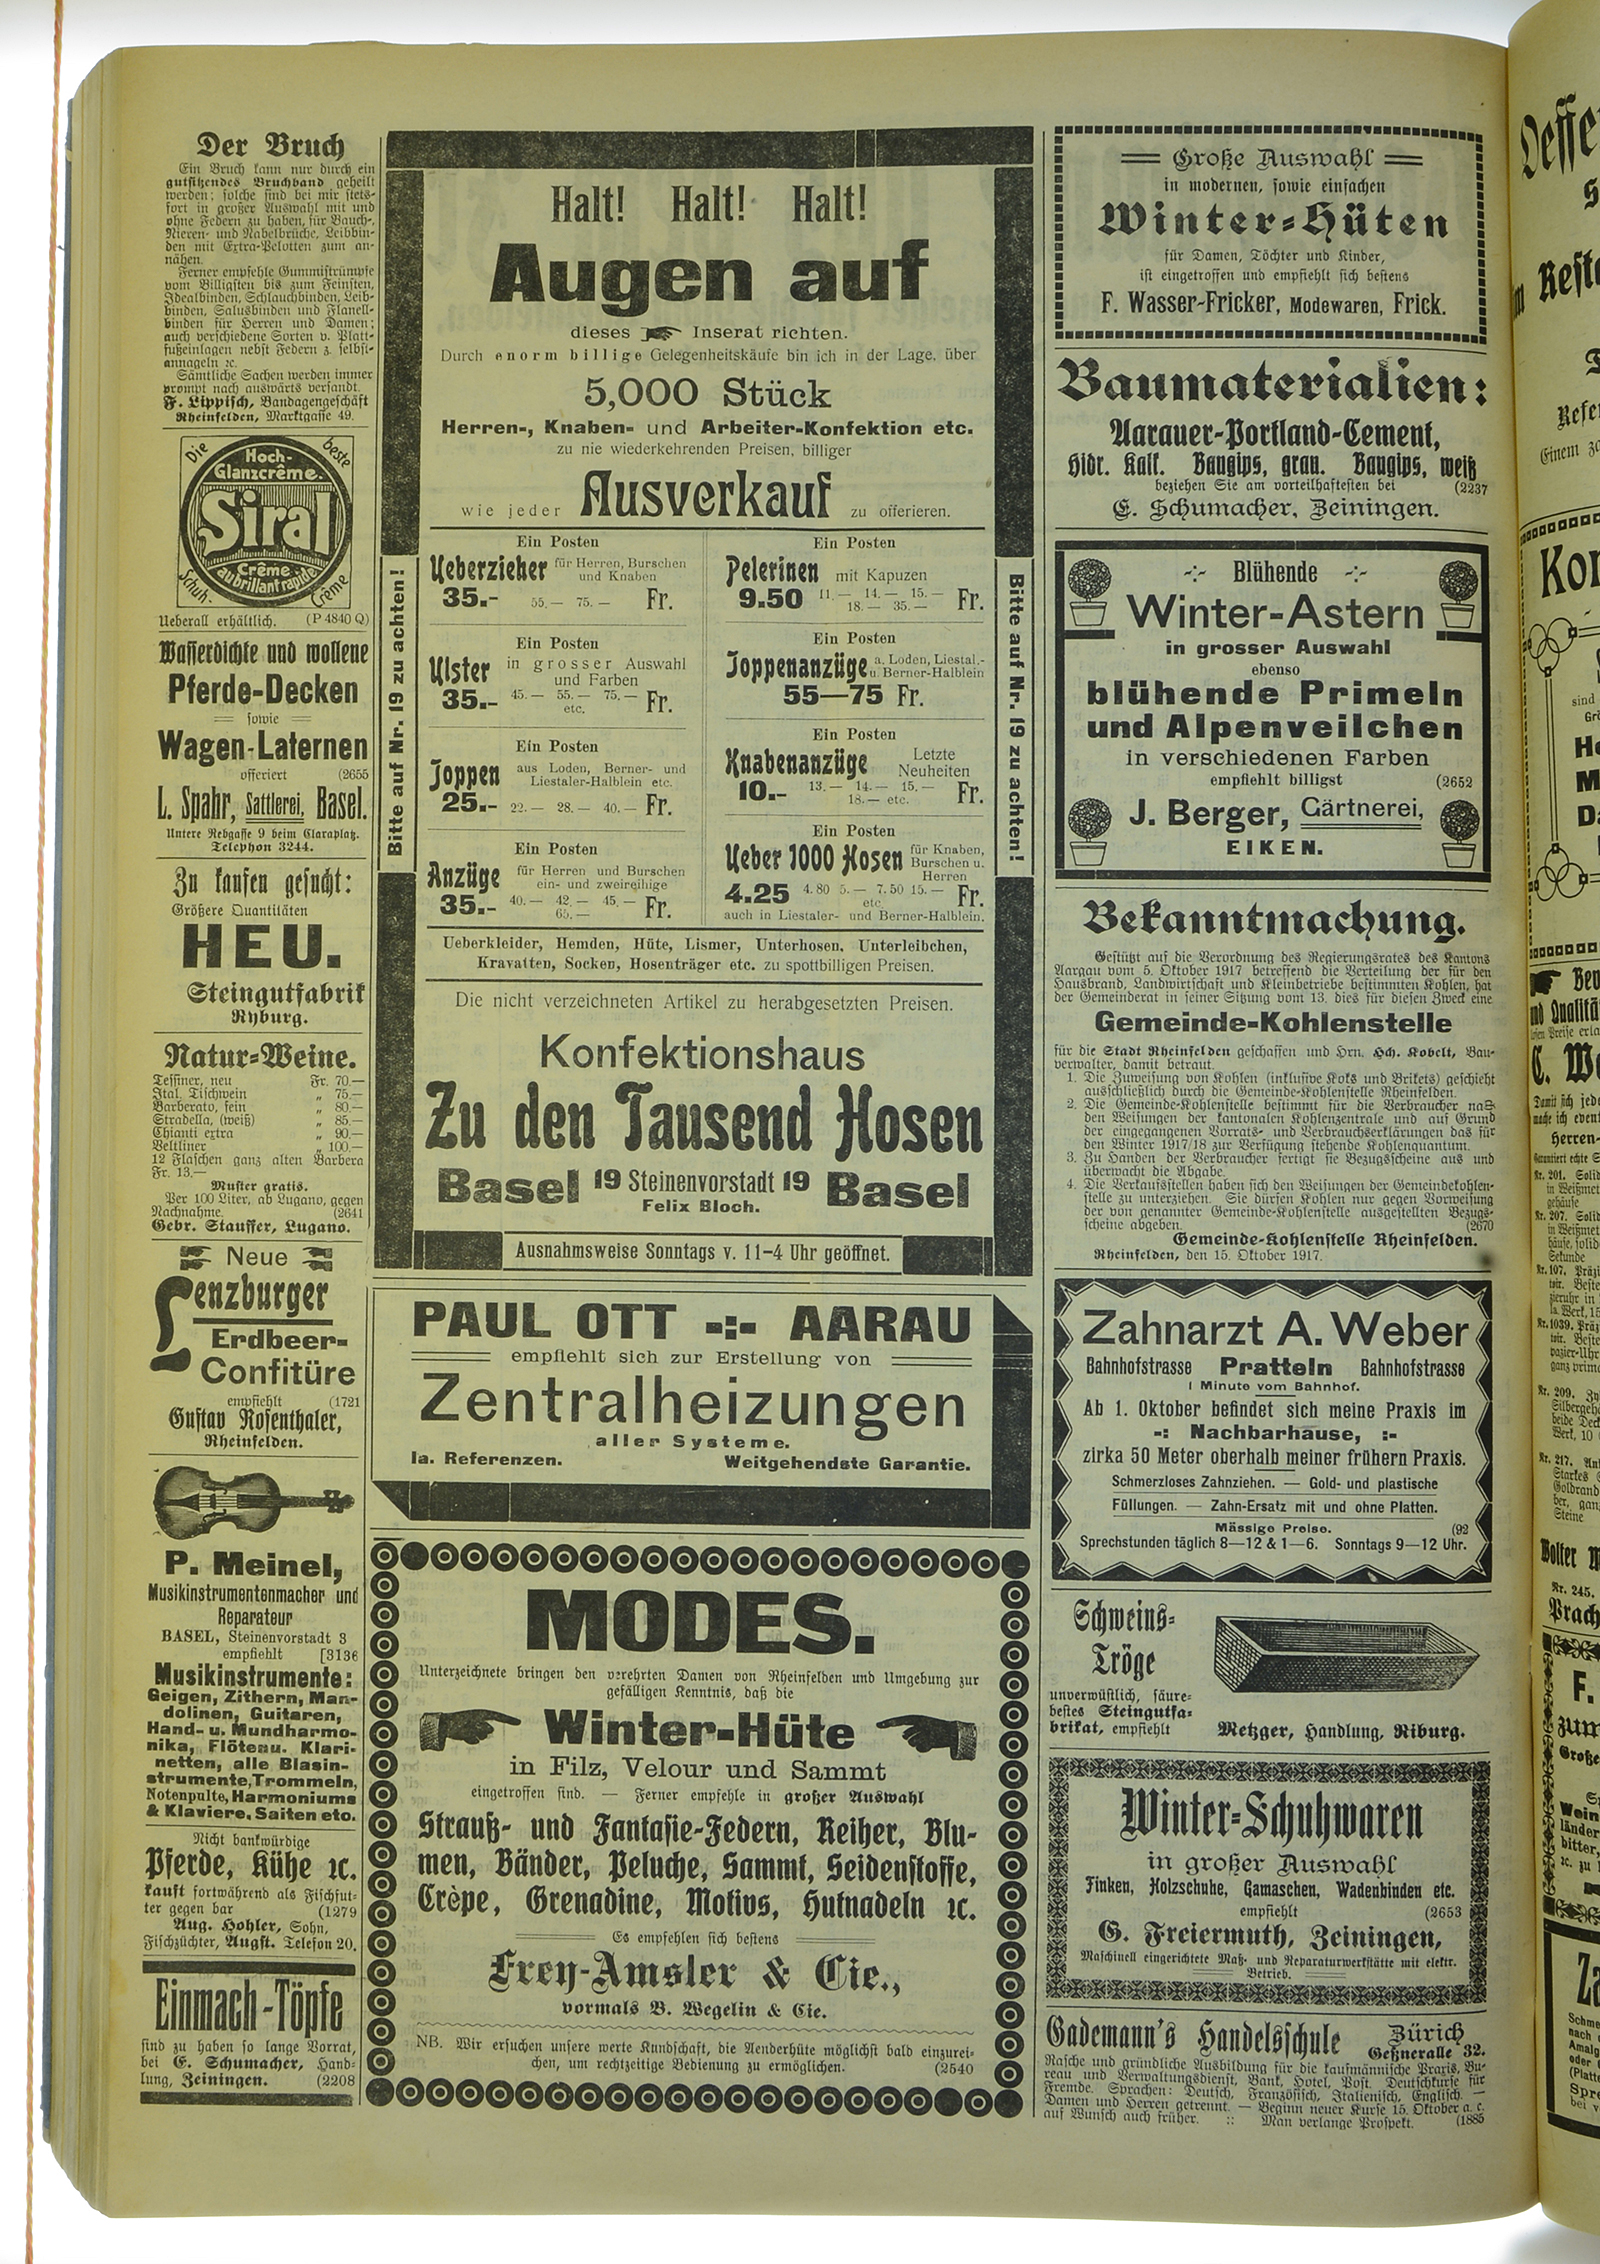 Der Bruch
Ein Bruch kann nur durch ein
gutsitzendes Bruchband geheilt
werden; solche sind bei mir stets-
fort in großer Auswahl mit und
ohne Federn zu haben, für Bauch-,
Nieren- und Nabelbrüche. Leibbin-
den mit Extra-Pelotten zum an-
nähen.
Ferner empfehle Gummistrümpfe
vom Billigsten bis zum Feinsten,
Idealbinden, Schlauchbinden, Leib-
binden, Salusbinden und Flanell-
binden für Herren und Damen;
auch verschiedene Sorten v. Platt-
fußeinlagen nebst Federn z. selbst-
annageln ꝛc.
Sämtliche Sachen werden immer
prompt nach auswärts versandt.
F. Lippisch, Bandagengeschäft
Rheinfelden, Marktgasse 49.
Die beste
Hoch-
Glanzcrême.
Siral
Crême
au brillant rapide
Schuh- Crème
Ueberall erhältlich. (P 4840 Q)
Wasserdichte und wollene
Pferde-Decken
sowie
Wagen-Laternen
offeriert (2655
L. Spahr, Sattlerei, Basel.
Untere Rebgasse 9 beim Claraplatz.
Telephon 3244.
Zu kaufen gesucht:
Größere Quantitäten
HEU.
Steingutfabrik
Ryburg.
Natur-Weine.
Tessiner, neu Fr. 70.—
Ital. Tischwein „ 75.—
Barberato, fein „ 80.—
Stradella, (weiß) „ 85.—
Chianti extra „ 90.—
Veltliner „ 100.—
12 Flaschen ganz alten Barbera
Fr. 13.—
Muster gratis.
Per 100 Liter, ab Lugano, gegen
Nachnahme. (2641
Gebr. Stauffer, Lugano.
Neue
Lenzburger
Erdbeer-
Confitüre
empfiehlt (1721
Gustav Rosenthaler,
Rheinfelden.
P. Meinel,
Musikinstrumentenmacher und
Reparateur
BASEL, Steinenvorstadt 3
empfiehlt [3136
Musikinstrumente:
Geigen, Zithern, Man-
dolinen, Guitaren,
Hand- u. Mundharmo-
nika, Flöten u. Klari-
netten, alle Blasin-
strumente, Trommeln,
Notenpulte, Harmoniums
& Klaviere, Saiten etc.
Nicht bankwürdige
Pferde, Kühe ꝛc.
kauft fortwährend als Fischfut-
ter gegen bar (1279
Aug. Hohler, Sohn,
Fischzüchter, Augst. Telefon 20.
Einmach-Töpfe
sind zu haben so lange Vorrat,
bei E. Schumacher, Hand-
lung, Zeiningen. (2208
Halt! Halt! Halt!
Augen auf
dieses Inserat richten.
Durch enorm billige Gelegenheitskäufe bin ich in der Lage, über
5,000 Stück
Herren-, Knaben- und Arbeiter-Konfektion etc.
zu nie wiederkehrenden Preisen, billiger
wie jeder Ausverkauf zu offerieren.
Bitte auf Nr. 19 zu achten!
Ein Posten
Ueberzieher für Herren, Burschen
und Knaben
35.- 55.— 75.— Fr.
Ein Posten
Ulster in grosser Auswahl
und Farben
35.- 45.— 55.— 75.— Fr.
etc.
Ein Posten
Joppen aus Loden, Berner- und
Liestaler-Halblein etc.
25.- 22.— 28.— 40.— Fr.
Ein Posten
Anzüge für Herren und Burschen
ein- und zweireihige
35.- 40.— 42.— 45.— Fr.
65.—
Ein Posten
Pelerinen mit Kapuzen
9.50 11.— 14.— 15.— Fr.
18.— 35.—
Ein Posten
Joppenanzüge a. Loden, Liestal.-
u. Berner-Halblein
55—75 Fr.
Ein Posten
Knabenanzüge Letzte
Neuheiten
10.- 13.— 14.— 15.— Fr.
18.— etc.
Ein Posten
Ueber 1000 Hosen für Knaben,
Burschen u.
Herren
4.25 4.80 5.— 7.50 15.— Fr.
etc.
auch in Liestaler- und Berner-Halblein.
Bitte auf Nr. 19 zu achten!
Ueberkleider, Hemden, Hüte, Lismer, Unterhosen, Unterleibchen,
Kravatten, Socken, Hosenträger etc. zu spottbilligen Preisen.
Die nicht verzeichneten Artikel zu herabgesetzten Preisen.
Konfektionshaus
Zu den Tausend Hosen
Basel 19 Steinenvorstadt 19 Basel
Felix Bloch.
Ausnahmsweise Sonntags v. 11-4 Uhr geöffnet.
PAUL OTT -:- AARAU
empfiehlt sich zur Erstellung von
Zentralheizungen
aller Systeme.
Ia. Referenzen. Weitgehendste Garantie.
MODES.
Unterzeichnete bringen den verehrten Damen von Rheinfelden und Umgebung zur
gefälligen Kenntnis, daß die
Winter-Hüte
in Filz, Velour und Sammt
eingetroffen sind. — Ferner empfehle in großer Auswahl
Strauß- und Fantasie-Federn, Reiher, Blu-
men, Bänder, Peluche, Sammt, Seidenstoffe,
Crèpe, Grenadine, Motivs, Hutnadeln ꝛc.
Es empfehlen sich bestens
Frey-Amsler & Cie.,
vormals B. Wegelin & Cie.
NB. Wir ersuchen unsere werte Kundschaft, die Aenderhüte möglichst bald einzurei-
chen, um rechtzeitige Bedienung zu ermöglichen. (2540
Große Auswahl
in modernen, sowie einfachen
Winter-Hüten
für Damen, Töchter und Kinder,
ist eingetroffen und empfiehlt sich bestens
F. Wasser-Fricker, Modewaren, Frick.
Baumaterialien:
Aarauer-Portland-Cement,
Hidr. Kalk. Baugips, grau. Baugips, weiß
beziehen Sie am vorteilhaftesten bei (2237
E. Schumacher, Zeiningen.
-:- Blühende -:-
Winter-Astern
in grosser Auswahl
ebenso
blühende Primeln
und Alpenveilchen
in verschiedenen Farben
empfiehlt billigst (2652
J. Berger, Gärtnerei,
EIKEN.
Bekanntmachung.
Gestützt auf die Verordnung des Regierungsrates des Kantons
Aargau vom 5. Oktober 1917 betreffend die Verteilung der für den
Hausbrand, Landwirtschaft und Kleinbetriebe bestimmten Kohlen, hat
der Gemeinderat in seiner Sitzung vom 13. dies für diesen Zweck eine
Gemeinde-Kohlenstelle
für die Stadt Rheinfelden geschaffen und Hrn. Hch. Kobelt, Bau-
verwalter, damit betraut.
1. Die Zuweisung von Kohlen (inklusive Koks und Brikets) geschieht
ausschließlich durch die Gemeinde-Kohlenstelle Rheinfelden.
2. Die Gemeinde-Kohlenstelle bestimmt für die Verbraucher nach
den Weisungen der kantonalen Kohlenzentrale und auf Grund
der eingegangenen Vorrats- und Verbrauchserklärungen das für
den Winter 1917/18 zur Verfügung stehende Kohlenquantum.
3. Zu Handen der Verbraucher fertigt sie Bezugsscheine aus und
überwacht die Abgabe.
4. Die Verkaufsstellen haben sich den Weisungen der Gemeindekohlen-
stelle zu unterziehen. Sie dürfen Kohlen nur gegen Vorweisung
der von genannter Gemeinde-Kohlenstelle ausgestellten Bezugs-
scheine abgeben. (2670
Gemeinde-Kohlenstelle Rheinfelden.
Rheinfelden, den 15. Oktober 1917.
Zahnarzt A. Weber
Bahnhofstrasse Pratteln Bahnhofstrasse
1 Minute vom Bahnhof.
Ab 1. Oktober befindet sich meine Praxis im
-: Nachbarhause, :-
zirka 50 Meter oberhalb meiner frühern Praxis.
Schmerzloses Zahnziehen. — Gold- und plastische
Füllungen. — Zahn-Ersatz mit und ohne Platten.
Mässige Preise. (92
Sprechstunden täglich 8—12 & 1—6. Sonntags 9—12 Uhr.
Schweins-
Tröge
unverwüstlich, säure-
bestes Steingutfa-
brikat, empfiehlt
Metzger, Handlung, Riburg.
Winter-Schuhwaren
in großer Auswahl
Finken, Holzschuhe, Gamaschen, Wadenbinden etc.
empfiehlt (2653
G. Freiermuth, Zeiningen,
Maschinell eingerichtete Maß- und Reparaturwerkstätte mit elektr.
Betrieb.
Gademann's Handelsschule Zürich
Geßnerallee 32.
Rasche und gründliche Ausbildung für die kaufmännische Praxis, Bu-
reau und Verwaltungsdienst, Bank, Hotel, Post. Deutschkurse für
Fremde. Sprachen: Deutsch, Französisch, Italienisch, Englisch. —
Damen und Herren getrennt. — Beginn neuer Kurse 15. Oktober a. c.
auf Wunsch auch früher. :: Man verlange Prospekt. (1885